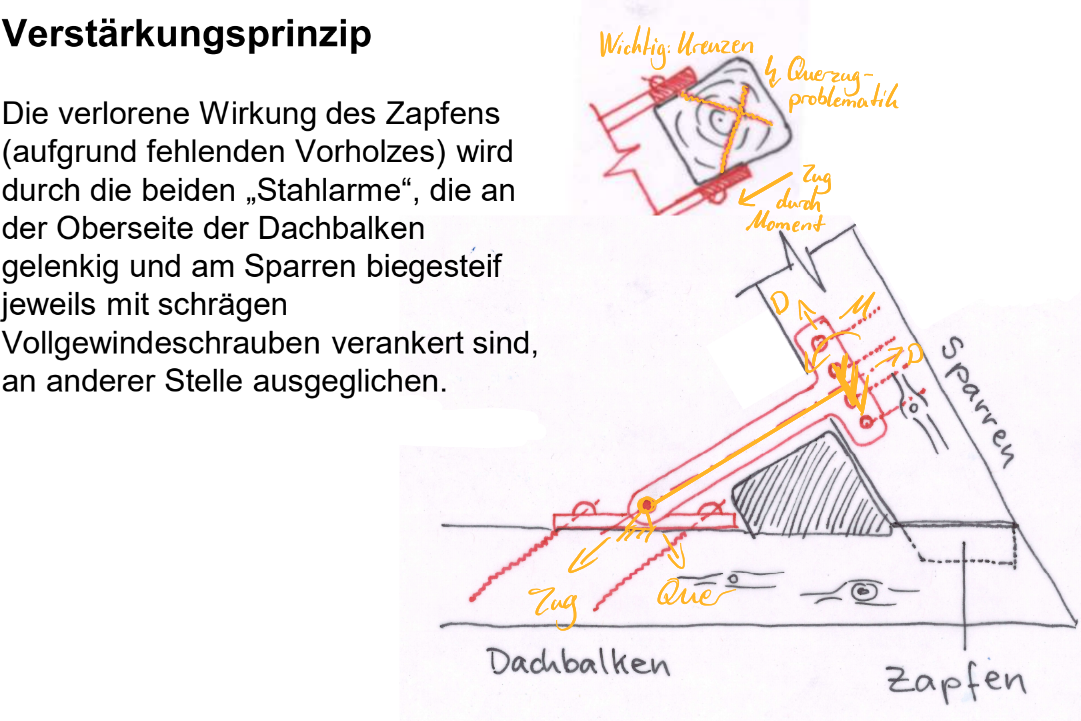 Verstärkungsprinzip
Die verlorene Wirkung des Zapfens
(aufgrund fehlenden Vorholzes) wird
durch die beiden „Stahlarme“, die an
der Oberseite der Dachbalken
gelenkig und am Sparren biegesteif
jeweils mit schrägen
Vollgewindeschrauben verankert sind,
an anderer Stelle ausgeglichen.
Wichtig: Kreuzen
Querzug-
problematik
Zug
durch
Moment
D
M
D
Sparren
Zug
Quer
Dachbalken
Zapfen